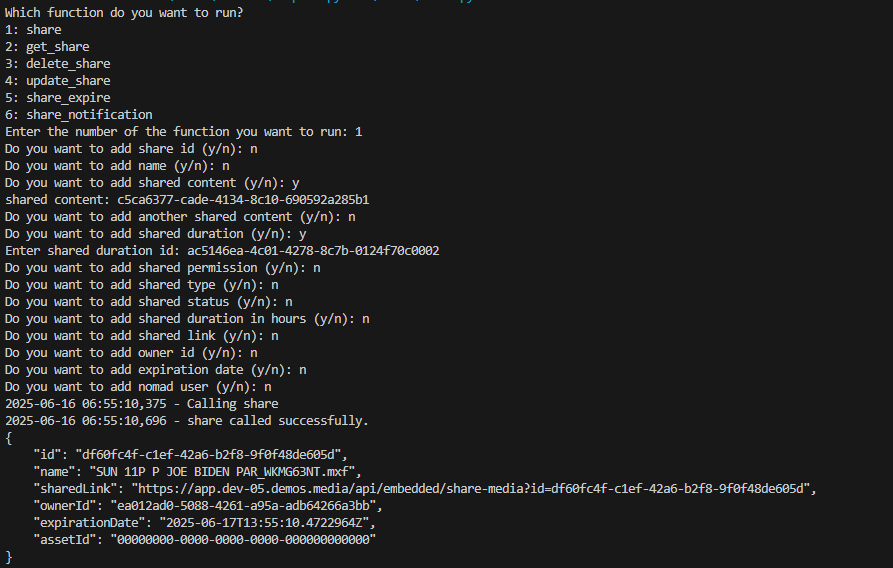 Which function do you want to run?
1: share
2: get_share
3: delete_share
4: update_share
5: share_expire
6: share_notification
Enter the number of the function you want to run: 1
Do you want to add share id (y/n): n
Do you want to add name (y/n): n
Do you want to add shared content (y/n): y
shared content: c5ca6377-cade-4134-8c10-690592a285b1
Do you want to add another shared content (y/n): n
Do you want to add shared duration (y/n): y
Enter shared duration id: ac5146ea-4c01-4278-8c7b-0124f70c0002
Do you want to add shared permission (y/n): n
Do you want to add shared type (y/n): n
Do you want to add shared status (y/n): n
Do you want to add shared duration in hours (y/n): n
Do you want to add shared link (y/n): n
Do you want to add owner id (y/n): n
Do you want to add expiration date (y/n): n
Do you want to add nomad user (y/n): n
2025-06-16 06:55:10,375 - Calling share
2025-06-16 06:55:10,696 - share called successfully.
{
    "id": "df60fc4f-c1ef-42a6-b2f8-9f0f48de605d",
    "name": "SUN 11P P JOE BIDEN PAR_WKMG63NT.mxf",
    "sharedLink": "https://app.dev-05.demos.media/api/embedded/share-media?id=df60fc4f-c1ef-42a6-b2f8-9f0f48de605d",
    "ownerId": "ea012ad0-5088-4261-a95a-adb64266a3bb",
    "expirationDate": "2025-06-17T13:55:10.4722964Z",
    "assetId": "00000000-0000-0000-0000-000000000000"
}